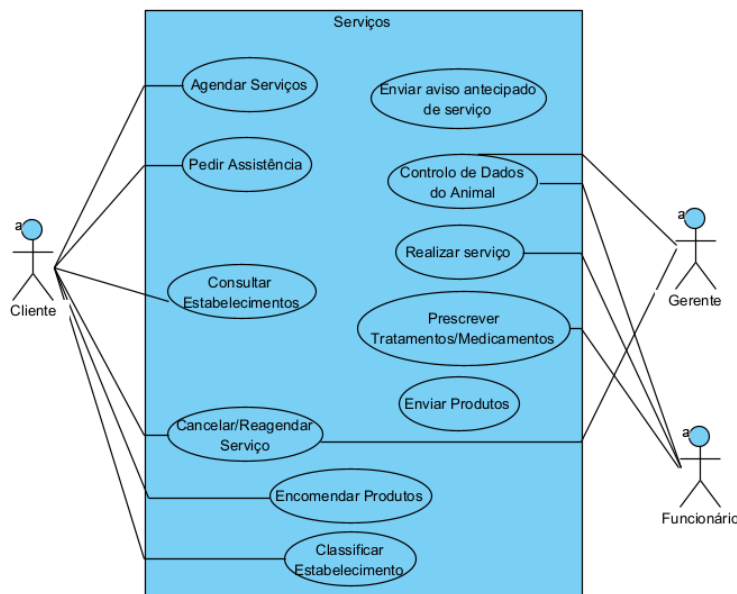 Serviços
Agendar Serviços
Enviar aviso antecipado
de serviço
Pedir Assistência
Controlo de Dados
do Animal
a
Cliente
a
Gerente
Realizar serviço
Consultar
Estabelecimentos
Prescrever
Tratamentos/Medicamentos
Enviar Produtos
Cancelar/Reagendar
Serviço
a
Funcionário
Encomendar Produtos
Classificar
Estabelecimento